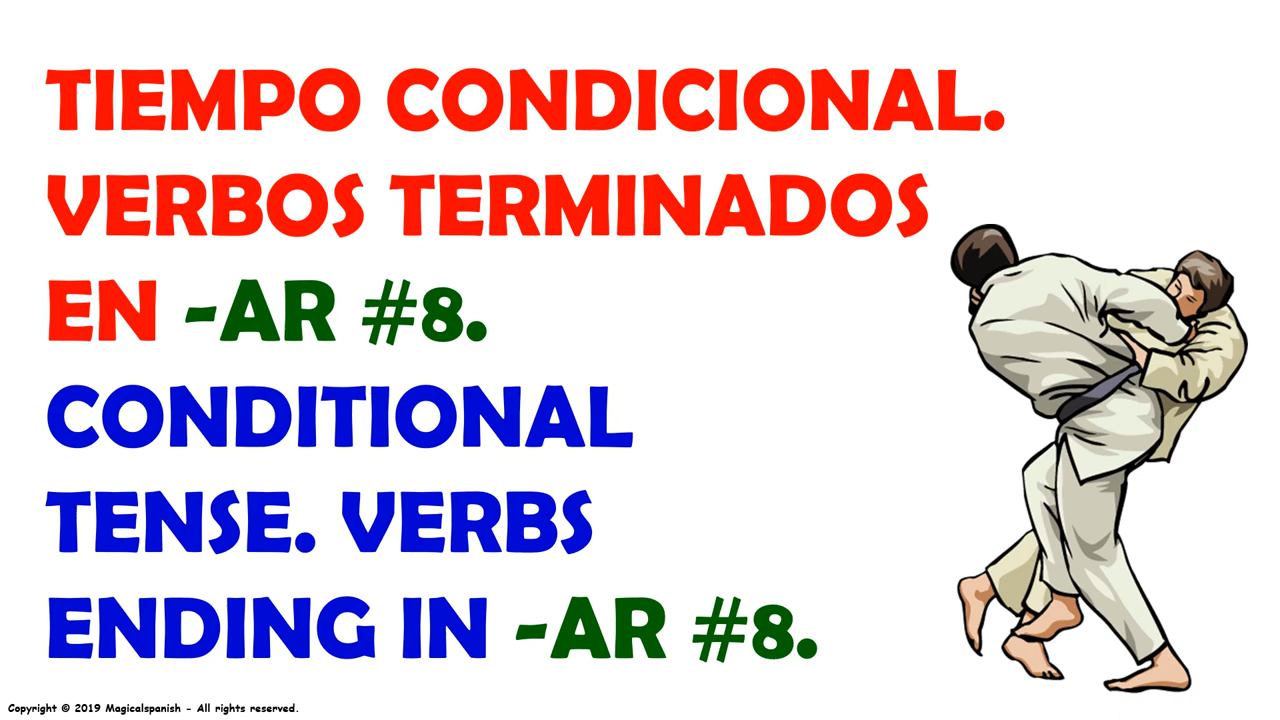 TIEMPO CONDICIONAL.
VERBOS TERMINADOS
EN -AR #8.
CONDITIONAL
TENSE. VERBS
ENDING IN -AR #8.
Copyright © 2019 Magicalspanish - All rights reserved.